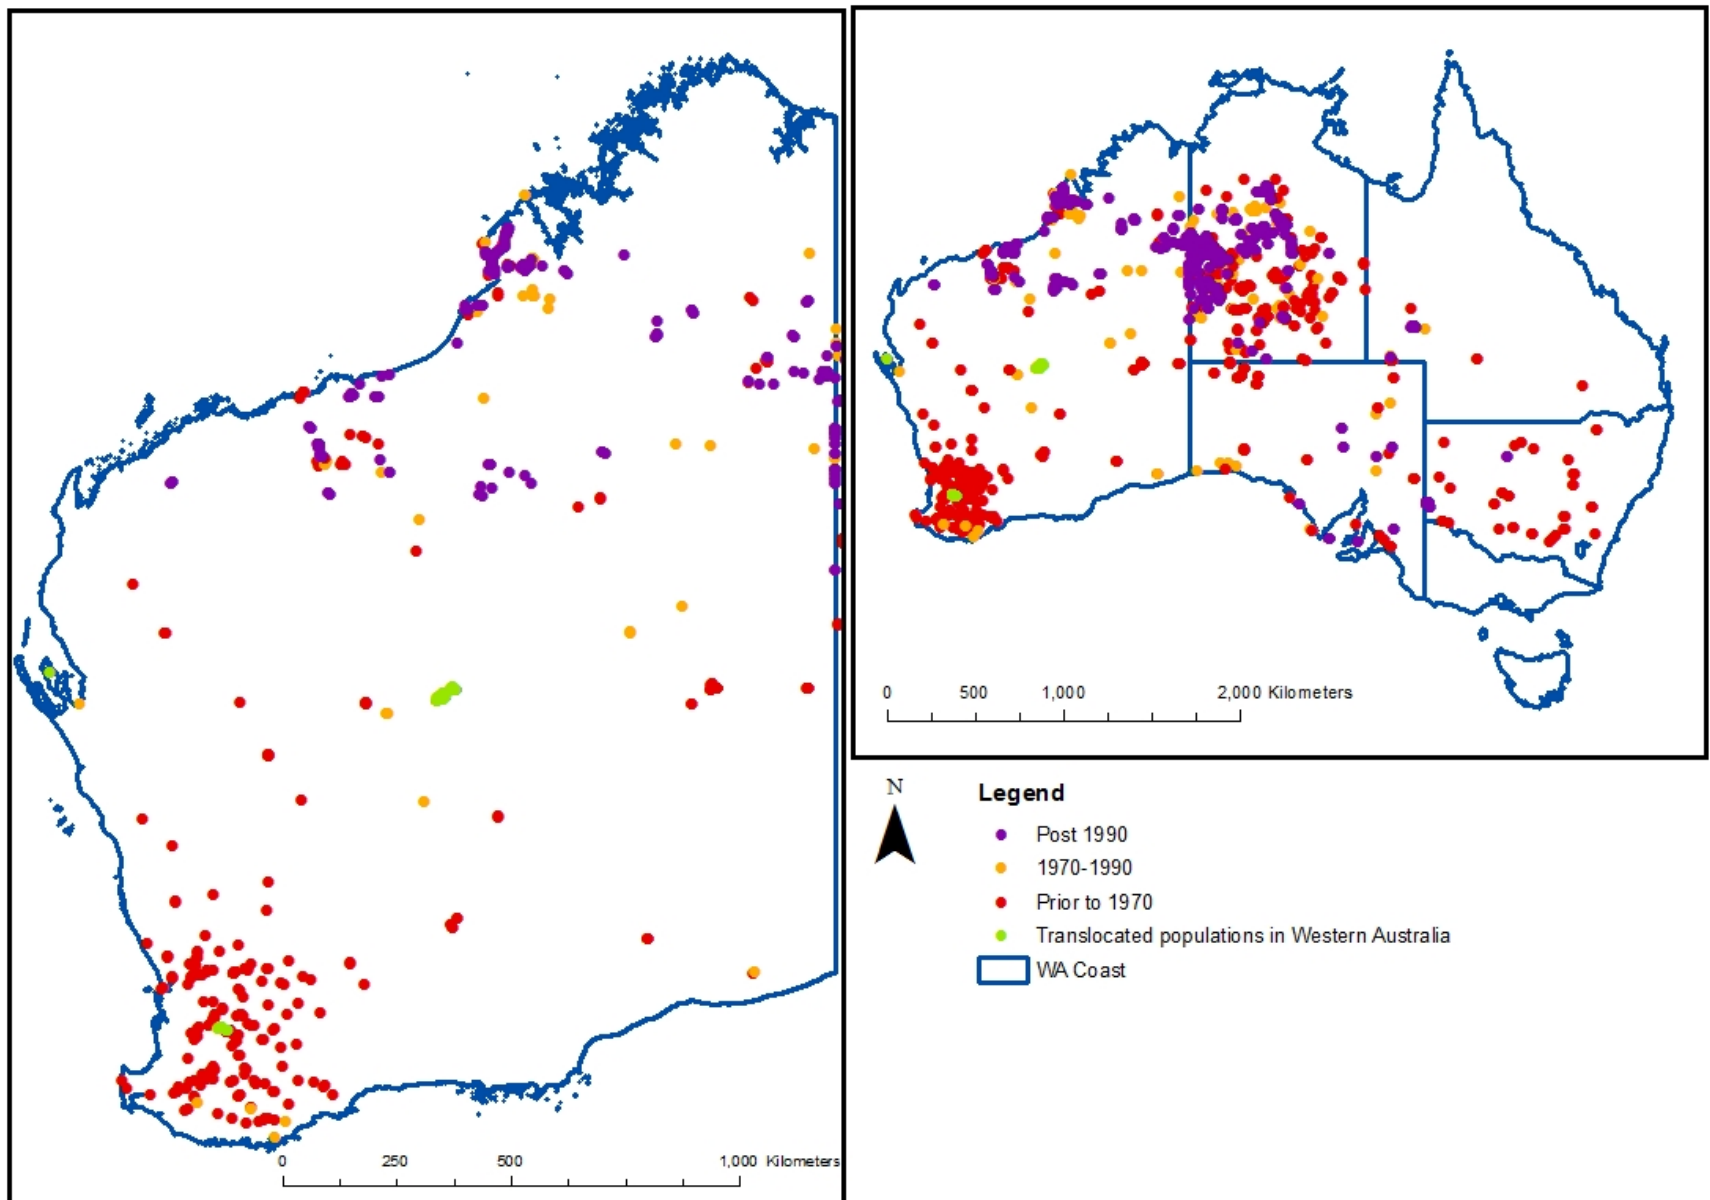 0 500 1,000 2,000 Kilometers
N
Legend
Post 1990
1970-1990
Prior to 1970
Translocated populations in Western Australia
WA Coast
0 250 500 1,000 Kilometers